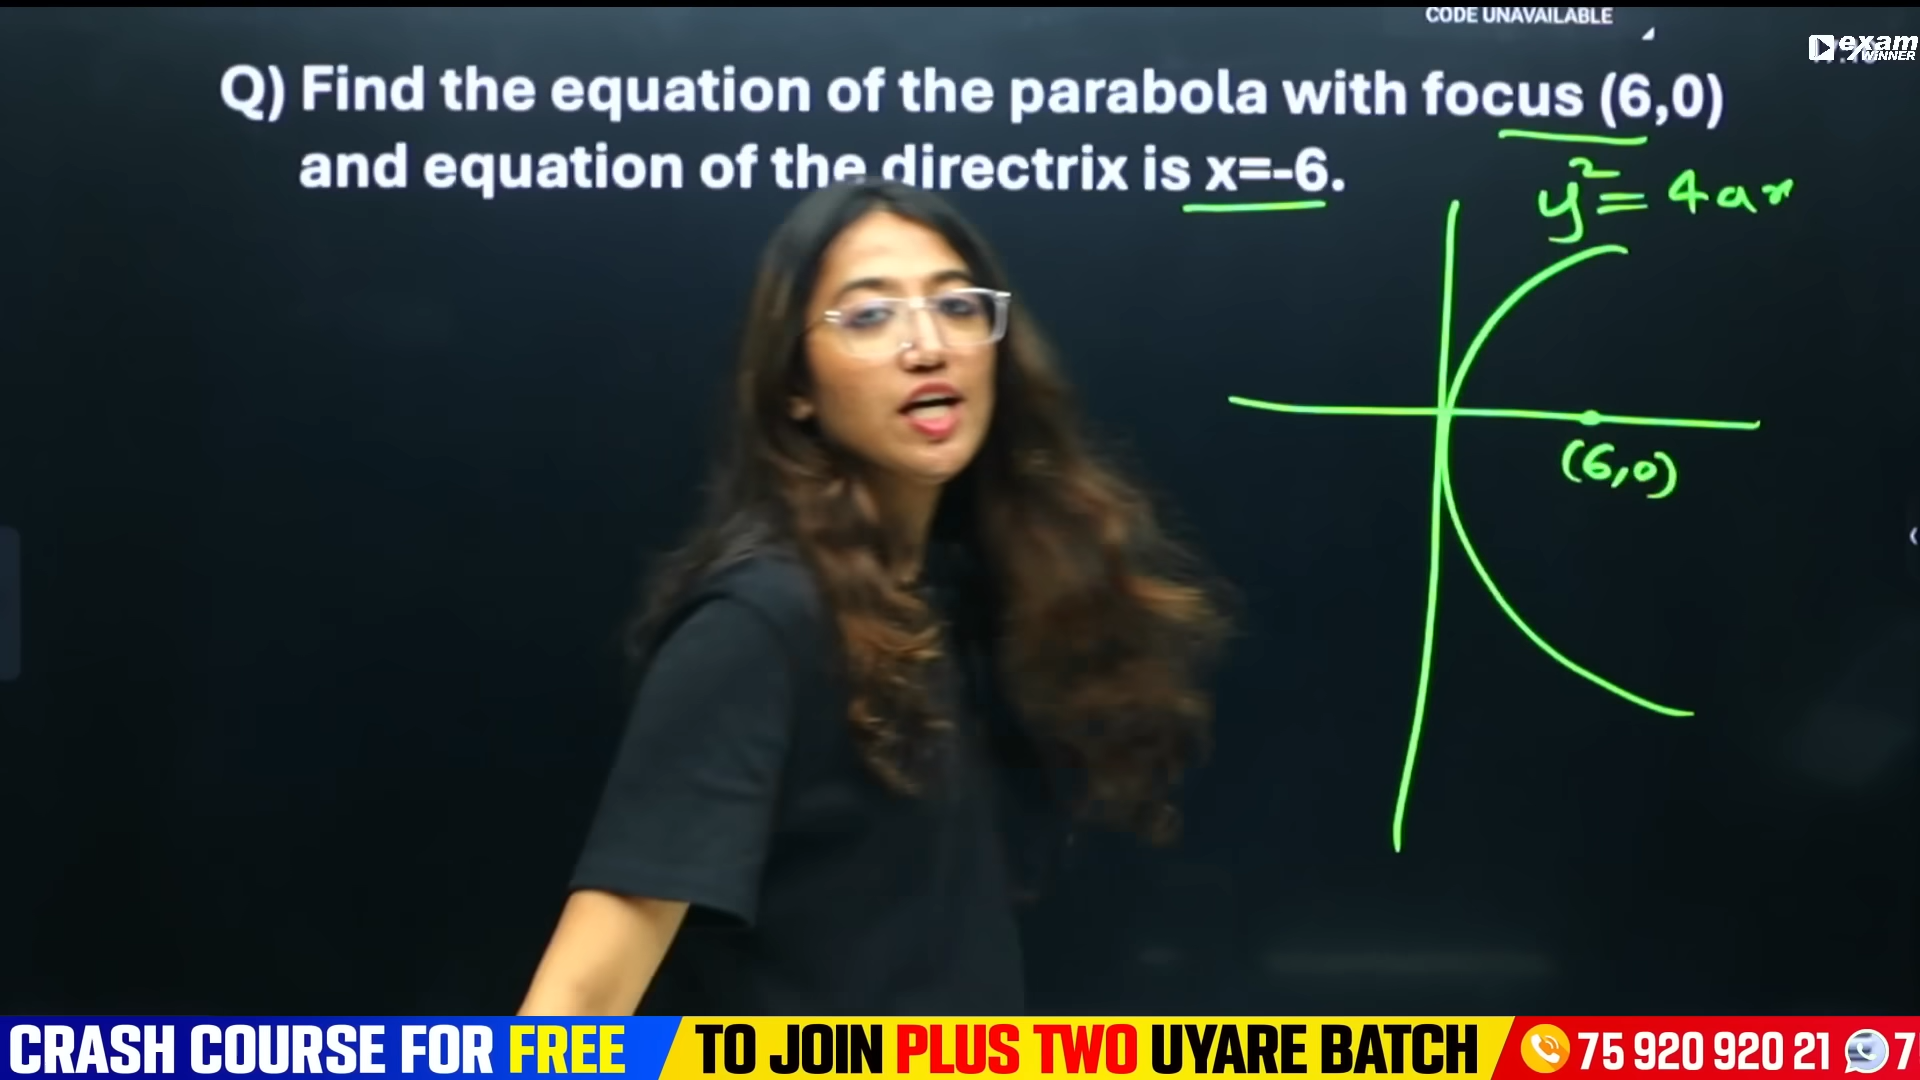 CODE UNAVAILABLE
exam
WINNER
Q) Find the equation of the parabola with focus (6,0)
and equation of the directrix is x=-6.
y² = 4ax
(6,0)
CRASH COURSE FOR FREE
TO JOIN PLUS TWO UYARE BATCH
75 920 920 21
7